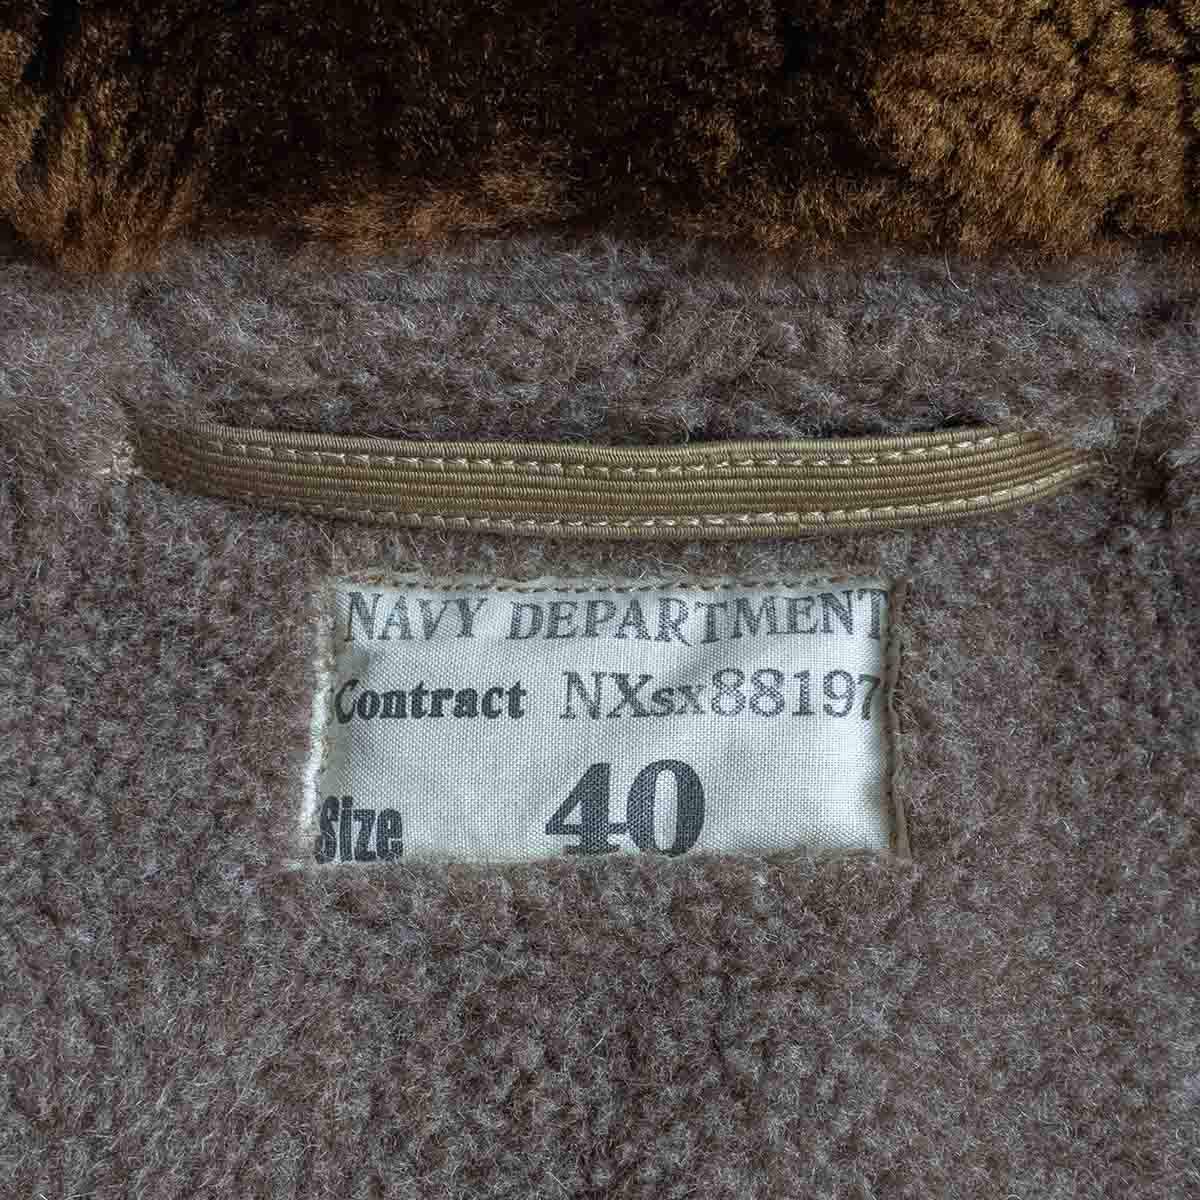 NAVY DEPARTMENT
Contract NXsx88197
Size 40